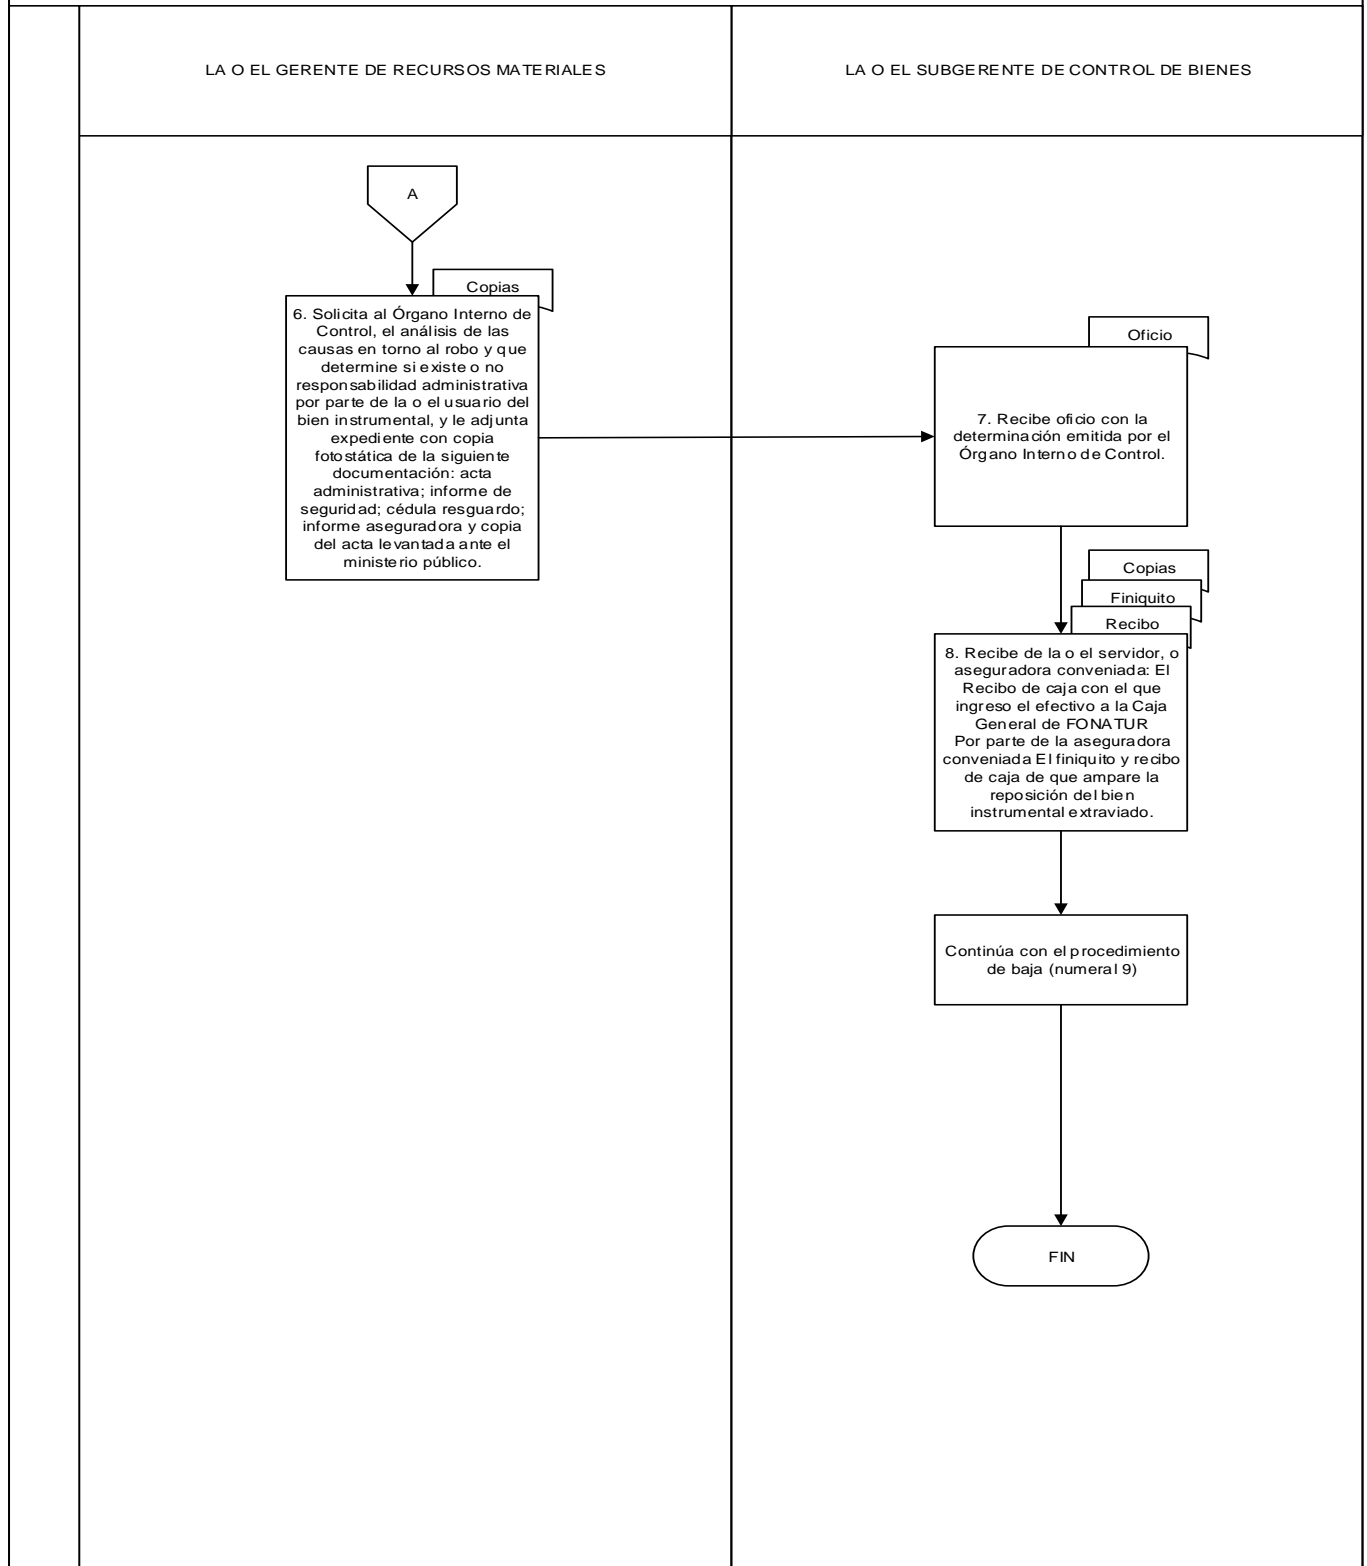 LA O EL GERENTE DE RECURSOS MATERIALES
LA O EL SUBGERENTE DE CONTROL DE BIENES
A
Copias
6. Solicita al Órgano Interno de
Control, el análisis de las
causas en torno al robo y que
determine si existe o no
responsabilidad administrativa
por parte de la o el usuario del
bien instrumental, y le adjunta
expediente con copia
fotostática de la siguiente
documentación: acta
administrativa; informe de
seguridad; cédula resguardo;
informe aseguradora y copia
del acta levantada ante el
ministerio público.
Oficio
7. Recibe oficio con la
determinación emitida por el
Órgano Interno de Control.
Copias
Finiquito
Recibo
8. Recibe de la o el servidor, o
aseguradora conveniada: El
Recibo de caja con el que
ingreso el efectivo a la Caja
General de FONATUR
Por parte de la aseguradora
conveniada El finiquito y recibo
de caja de que ampare la
reposición del bien
instrumental extraviado.
Continúa con el procedimiento
de baja (numeral 9)
FIN